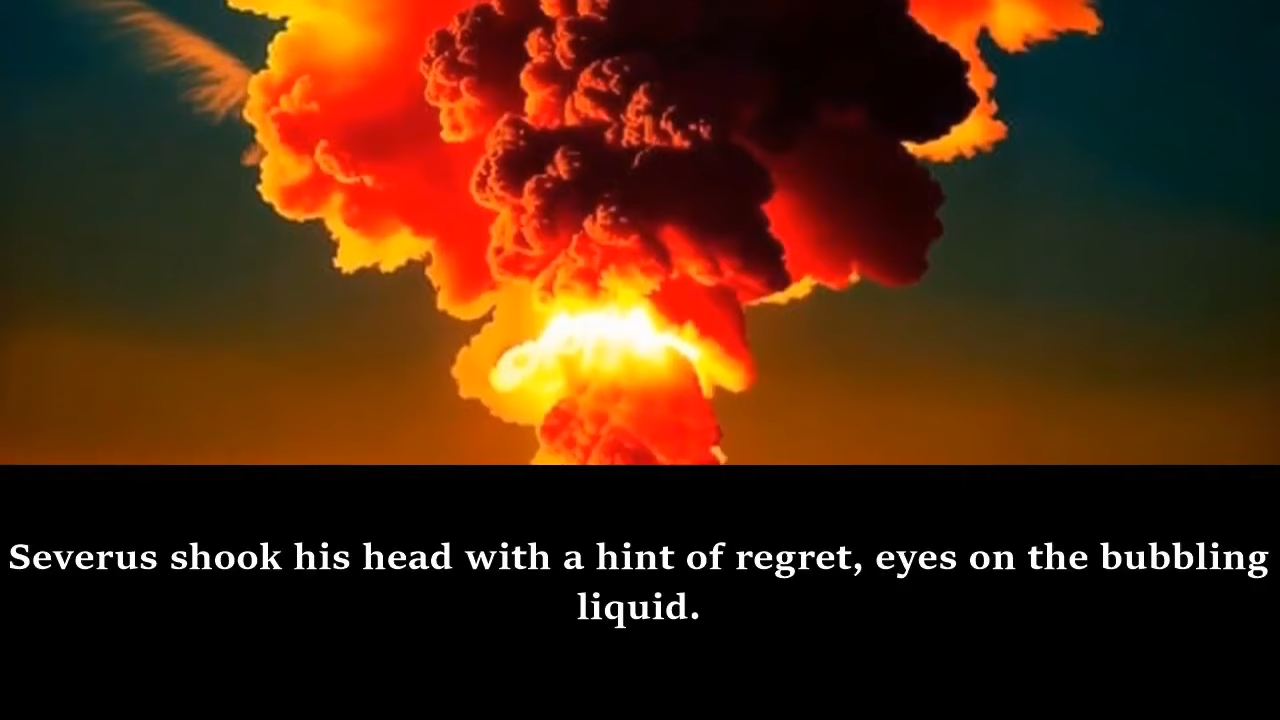 Severus shook his head with a hint of regret, eyes on the bubbling
liquid.